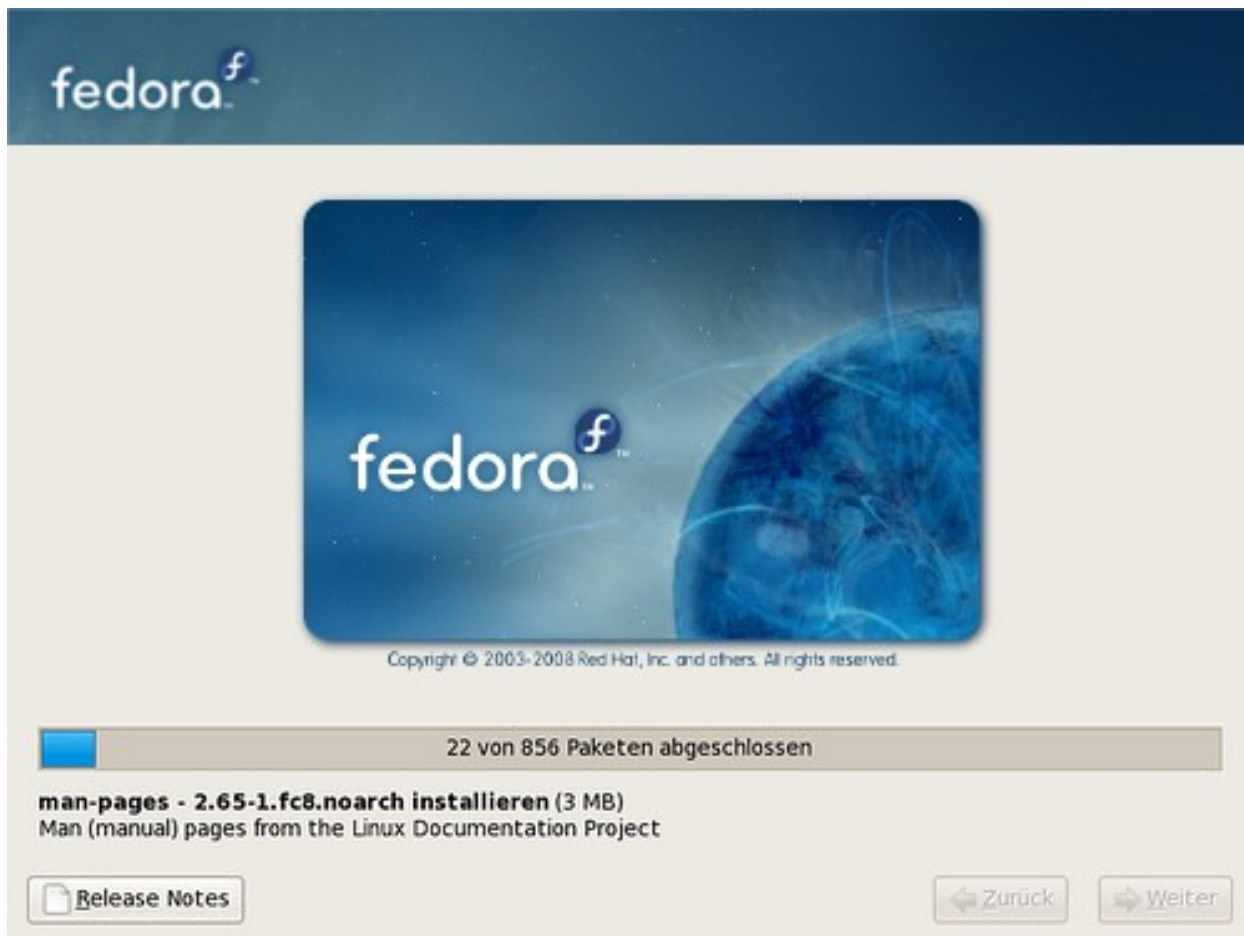 fedora
fedora
Copyright © 2003-2008 Red Hat, Inc. and others. All rights reserved.
22 von 856 Paketen abgeschlossen
man-pages - 2.65-1.fc8.noarch installieren (3 MB)
Man (manual) pages from the Linux Documentation Project
Release Notes
Zurück
Weiter